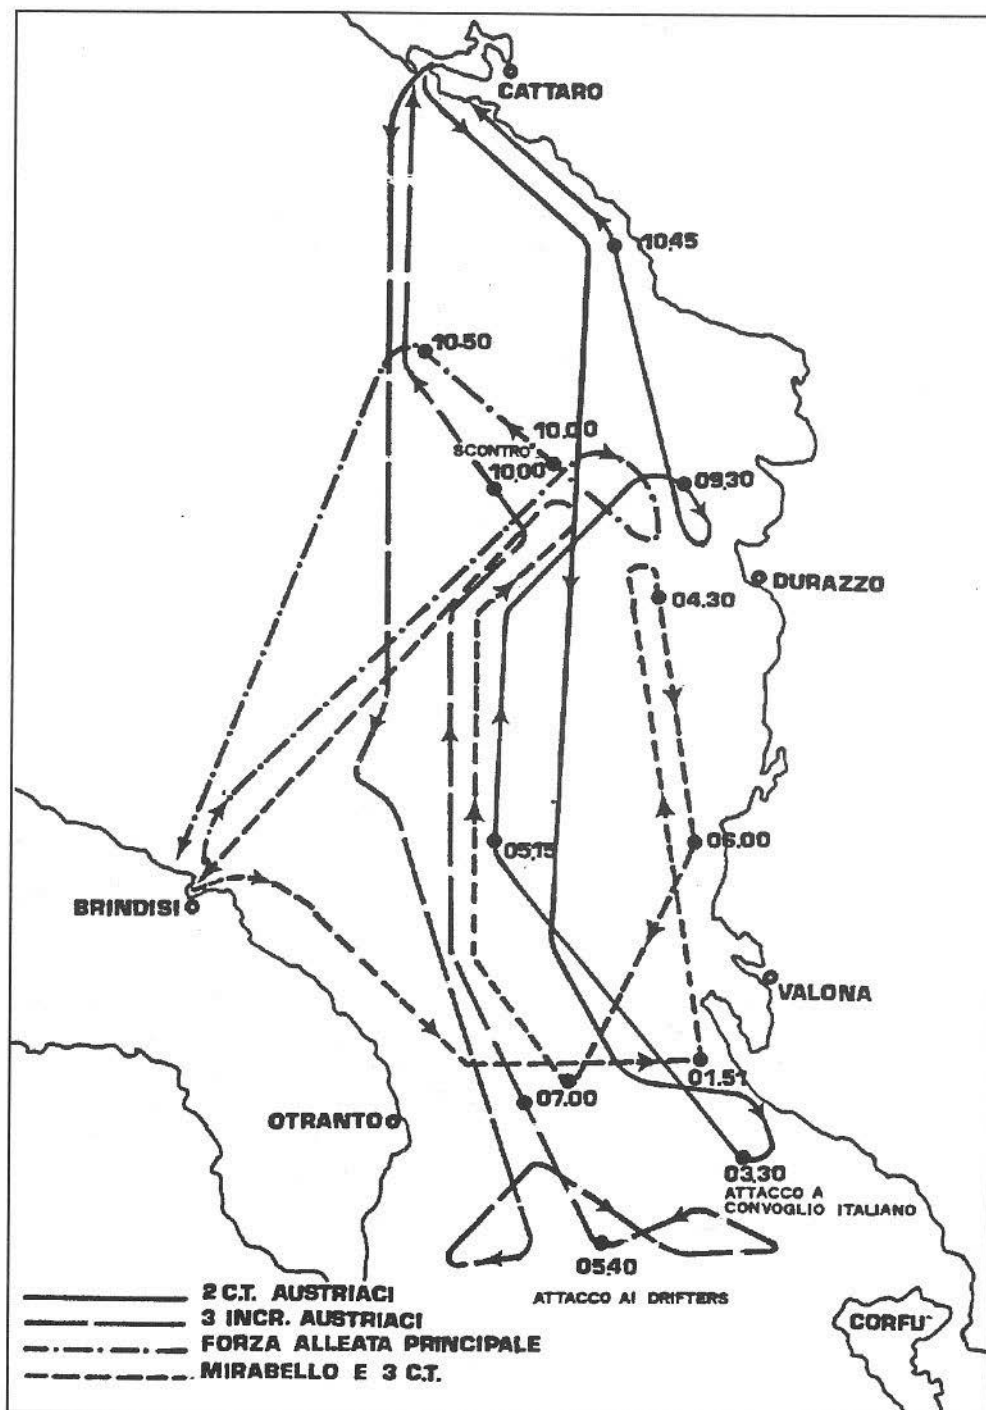 CATTARO
10.45
10.50
10.00
SCONTRO
10.00
09.30
DURAZZO
04.30
05.15
06.00
BRINDISI
VALONA
01.51
07.00
OTRANTO
03.30
ATTACCO A
CONVOGLIO ITALIANO
05.40
ATTACCO AI DRIFTERS
2 C.T. AUSTRIACI
3 INCR. AUSTRIACI
FORZA ALLEATA PRINCIPALE
MIRABELLO E 3 C.T.
CORFU'